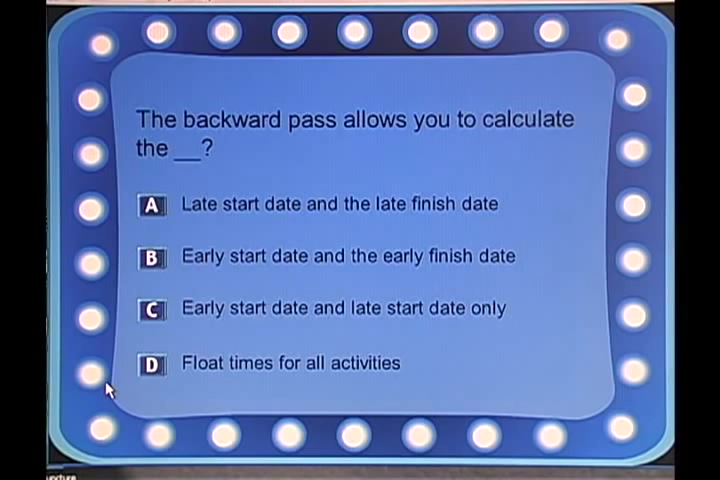 The backward pass allows you to calculate
the __?
A Late start date and the late finish date
B Early start date and the early finish date
C Early start date and late start date only
D Float times for all activities